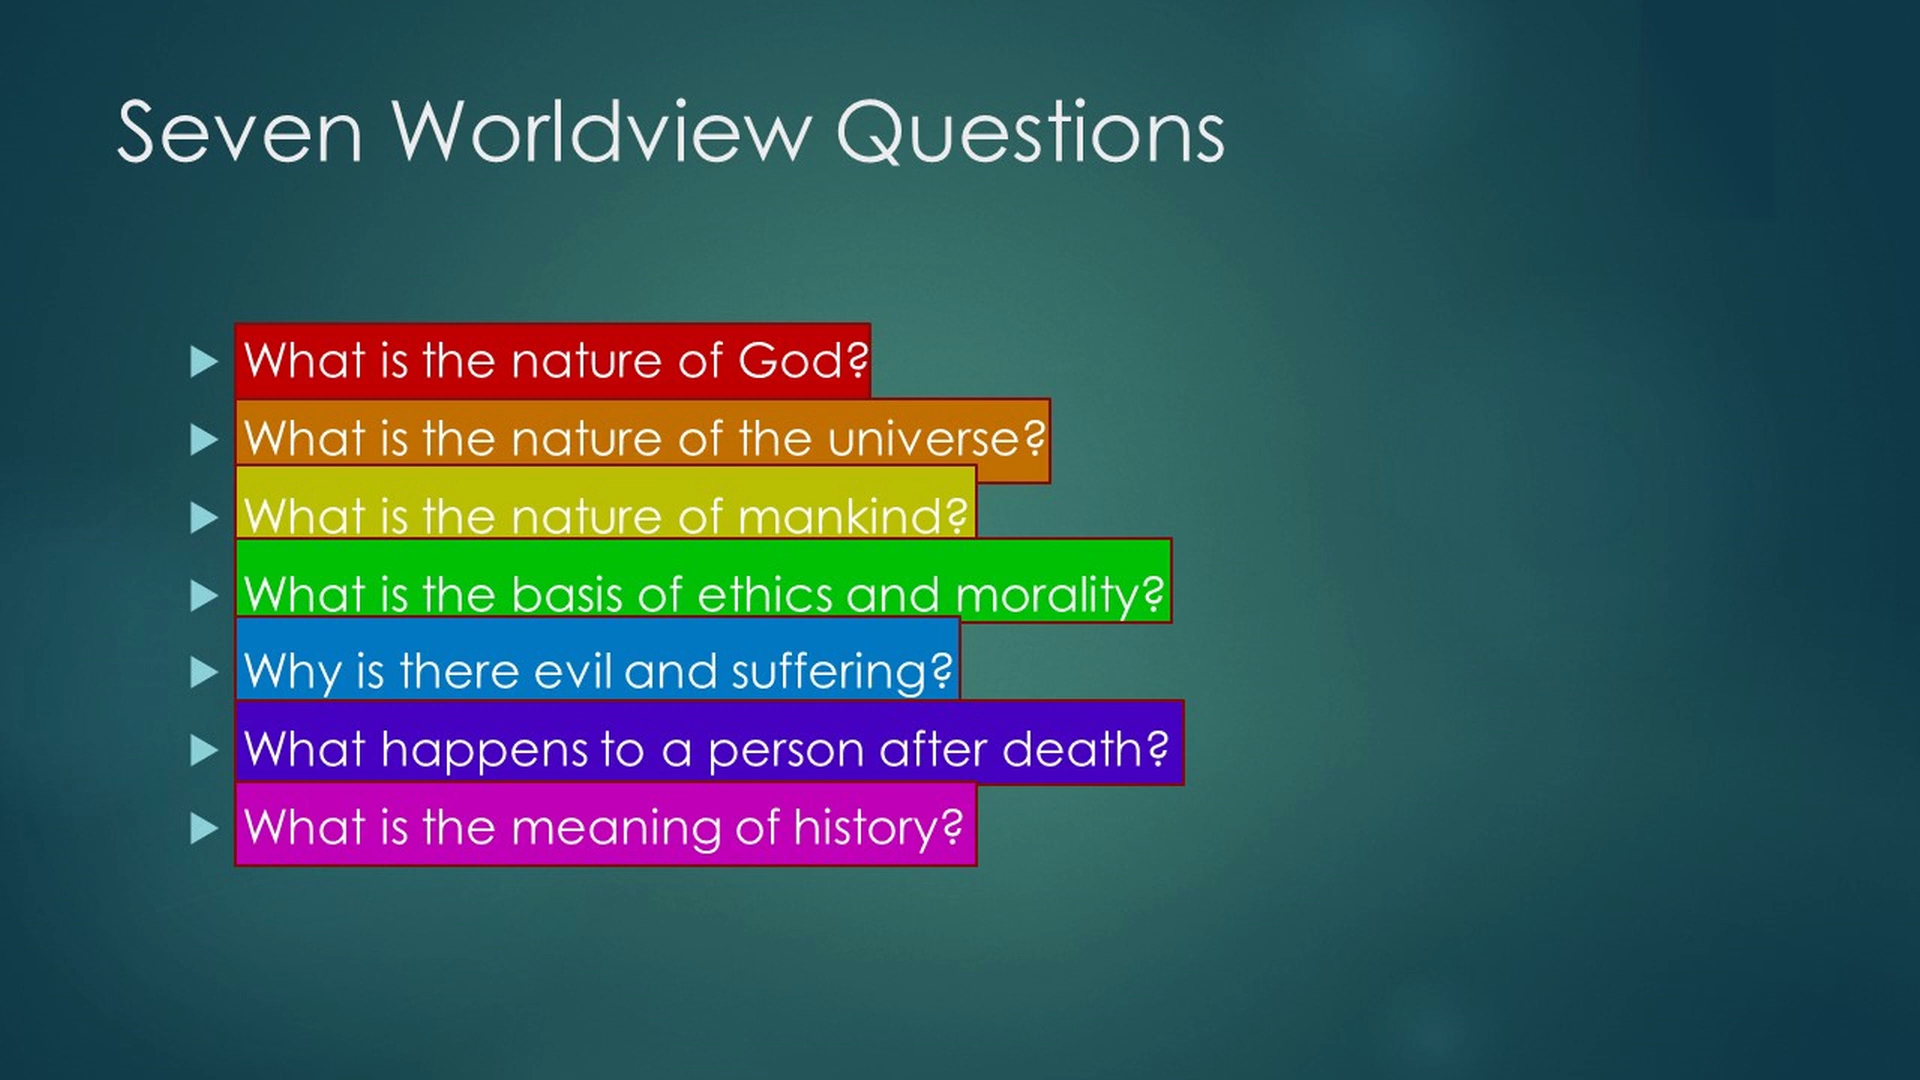 Seven Worldview Questions
What is the nature of God?
What is the nature of the universe?
What is the nature of mankind?
What is the basis of ethics and morality?
Why is there evil and suffering?
What happens to a person after death?
What is the meaning of history?